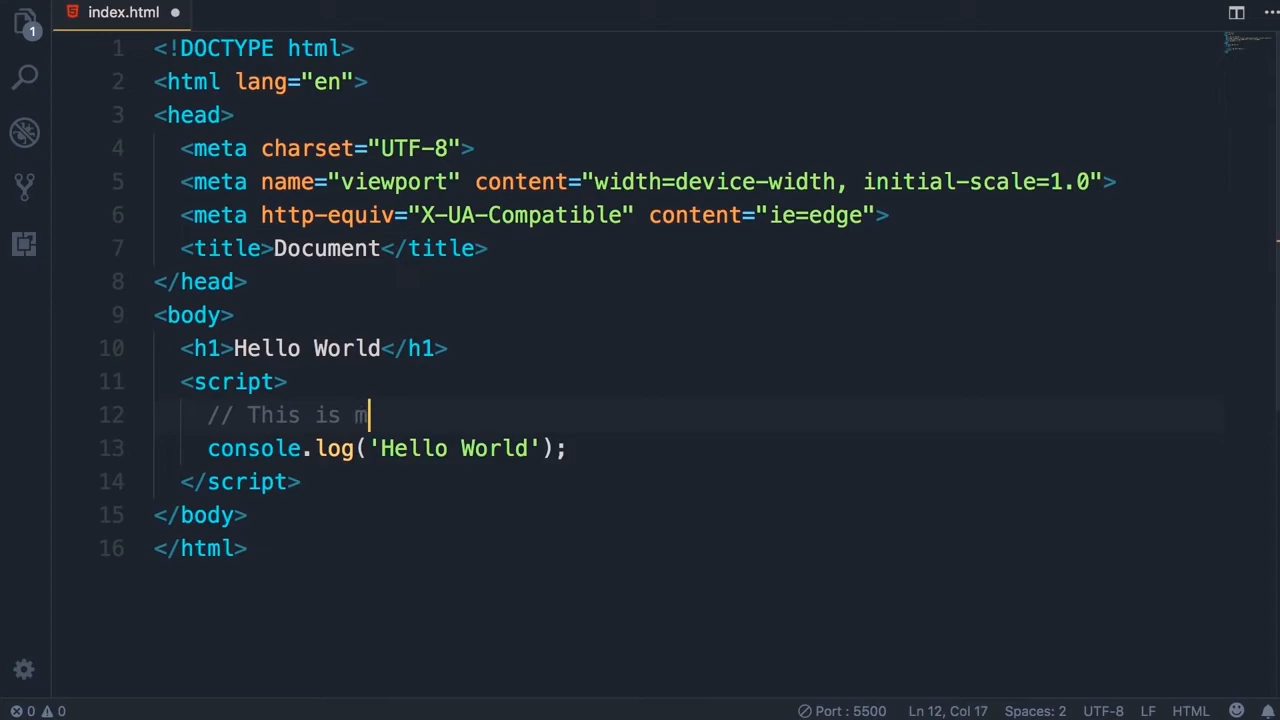 index.html
1
1 <!DOCTYPE html>
2 <html lang="en">
3 <head>
4 <meta charset="UTF-8">
5 <meta name="viewport" content="width=device-width, initial-scale=1.0">
6 <meta http-equiv="X-UA-Compatible" content="ie=edge">
7 <title>Document</title>
8 </head>
9 <body>
10 <h1>Hello World</h1>
11 <script>
12 // This is m
13 console.log('Hello World');
14 </script>
15 </body>
16 </html>
0 0 Port : 5500 Ln 12, Col 17 Spaces: 2 UTF-8 LF HTML